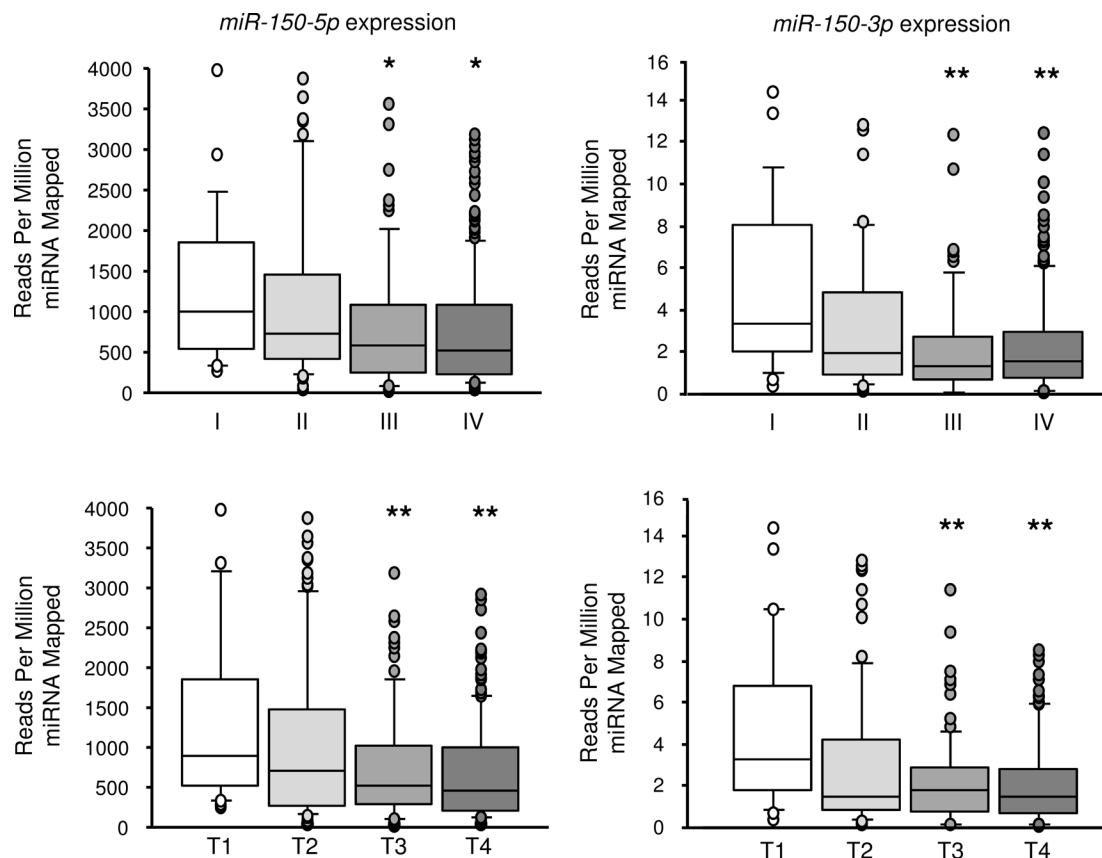 miR-150-5p expression
miR-150-3p expression
Reads Per Million
miRNA Mapped
4000
3500
3000
2500
2000
1500
1000
500
0
* *
I II III IV
Reads Per Million
miRNA Mapped
16
14
12
10
8
6
4
2
0
** **
I II III IV
Reads Per Million
miRNA Mapped
4000
3500
3000
2500
2000
1500
1000
500
0
** **
T1 T2 T3 T4
Reads Per Million
miRNA Mapped
16
14
12
10
8
6
4
2
0
** **
T1 T2 T3 T4